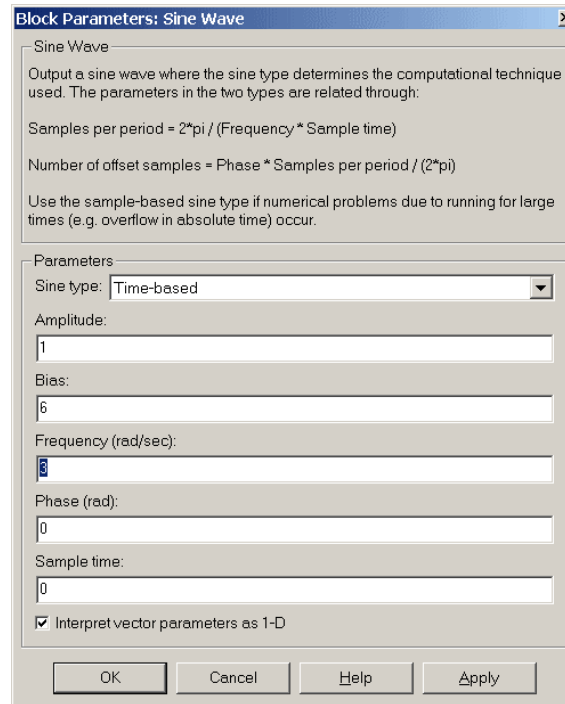 Block Parameters: Sine Wave
Sine Wave
Output a sine wave where the sine type determines the computational technique
used. The parameters in the two types are related through:
Samples per period = 2*pi / (Frequency * Sample time)
Number of offset samples = Phase * Samples per period / (2*pi)
Use the sample-based sine type if numerical problems due to running for large
times (e.g. overflow in absolute time) occur.
Parameters
Sine type: Time-based
Amplitude:
1
Bias:
6
Frequency (rad/sec):
3
Phase (rad):
0
Sample time:
0
Interpret vector parameters as 1-D
OK Cancel Help Apply